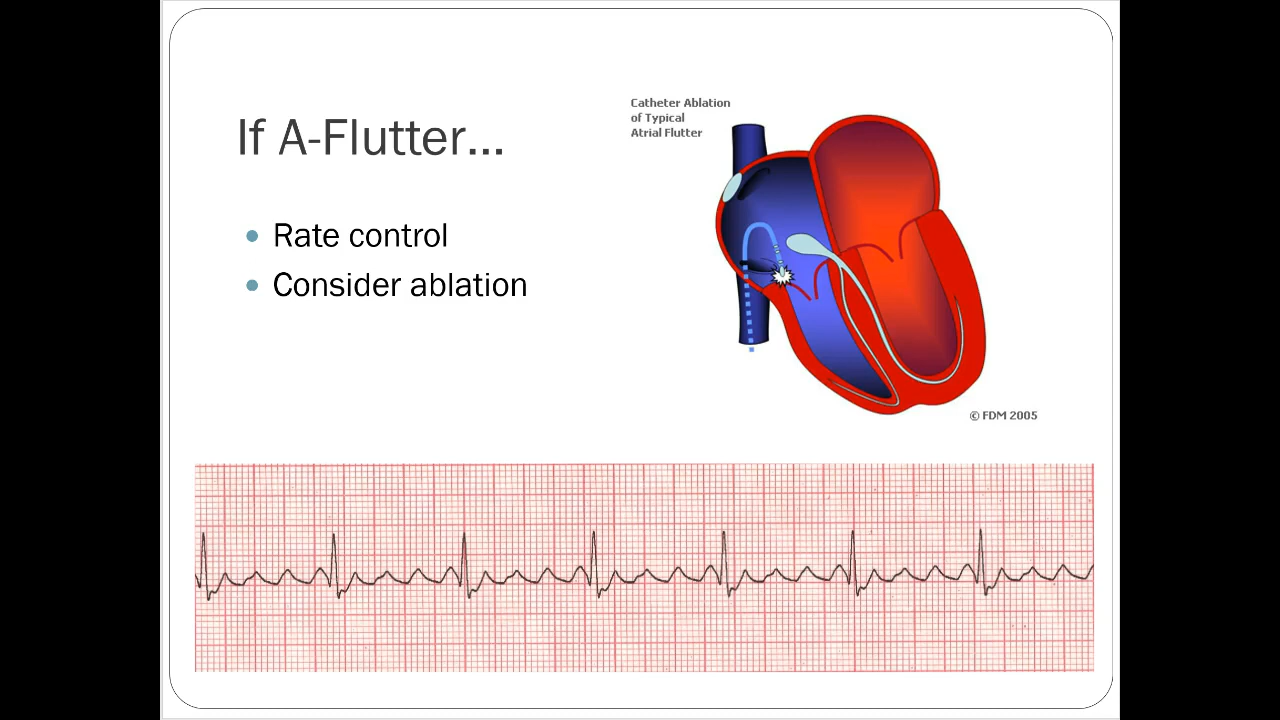 If A-Flutter...
Rate control
Consider ablation
Catheter Ablation
of Typical
Atrial Flutter
© FDM 2005